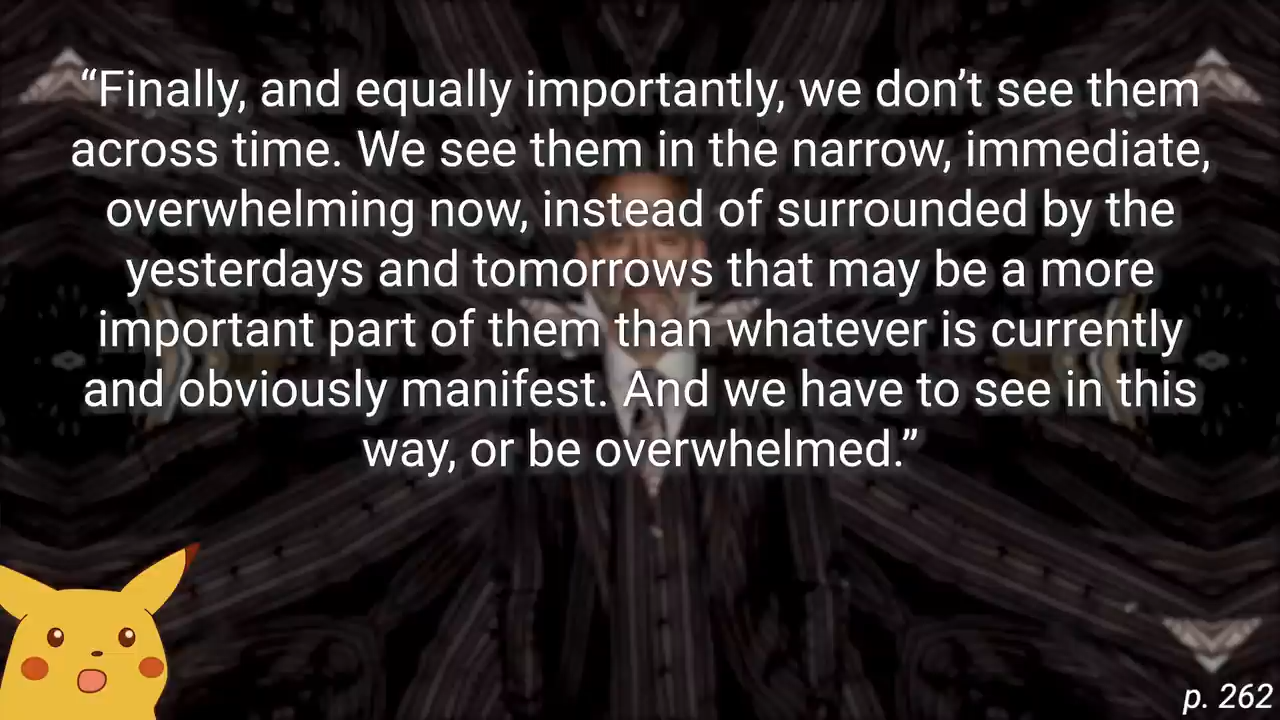 “Finally, and equally importantly, we don’t see them
across time. We see them in the narrow, immediate,
overwhelming now, instead of surrounded by the
yesterdays and tomorrows that may be a more
important part of them than whatever is currently
and obviously manifest. And we have to see in this
way, or be overwhelmed.”
p. 262